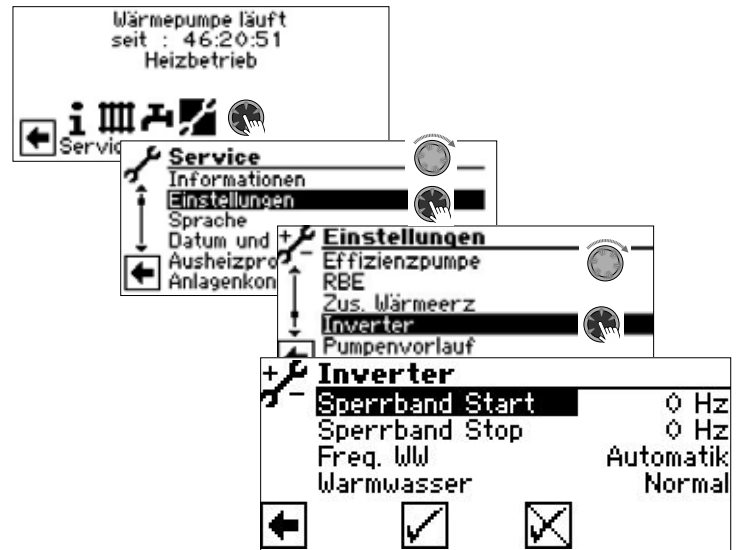 Wärmepumpe läuft
seit : 46:20:51
Heizbetrieb
Servic
Service
Informationen
Einstellungen
Sprache
Datum und
Ausheizpro
Anlagenkon
Einstellungen
Effizienzpumpe
RBE
Zus. Wärmeerz
Inverter
Pumpenvorlauf
Inverter
Sperrband Start 0 Hz
Sperrband Stop 0 Hz
Freq. WW Automatik
Warmwasser Normal